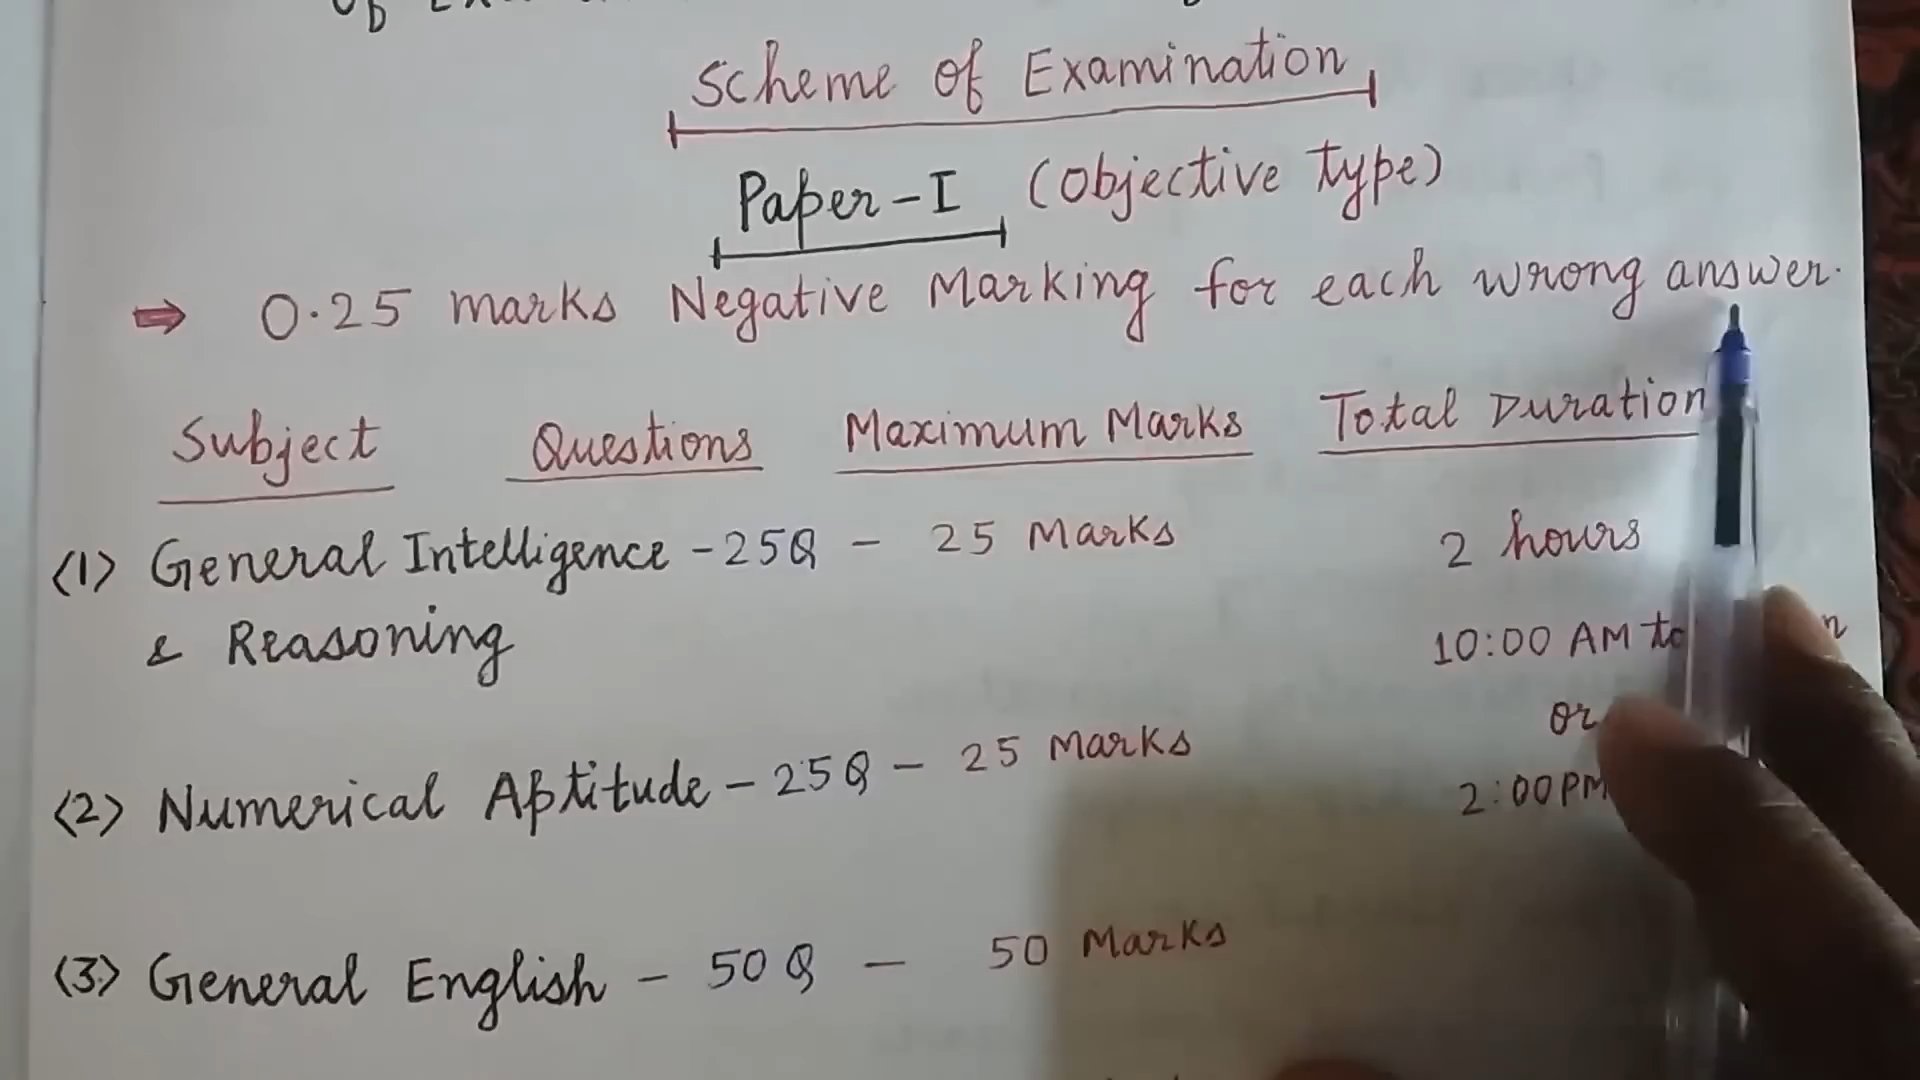 of
Scheme of Examination
Paper-I (Objective type)
⇒ 0.25 marks Negative Marking for each wrong answer.
Subject Questions Maximum Marks Total Duration
(1) General Intelligence - 25Q - 25 Marks 2 hours
& Reasoning 10:00 AM to
or
(2) Numerical Aptitude - 25Q - 25 Marks 2:00PM
(3) General English - 50Q - 50 Marks